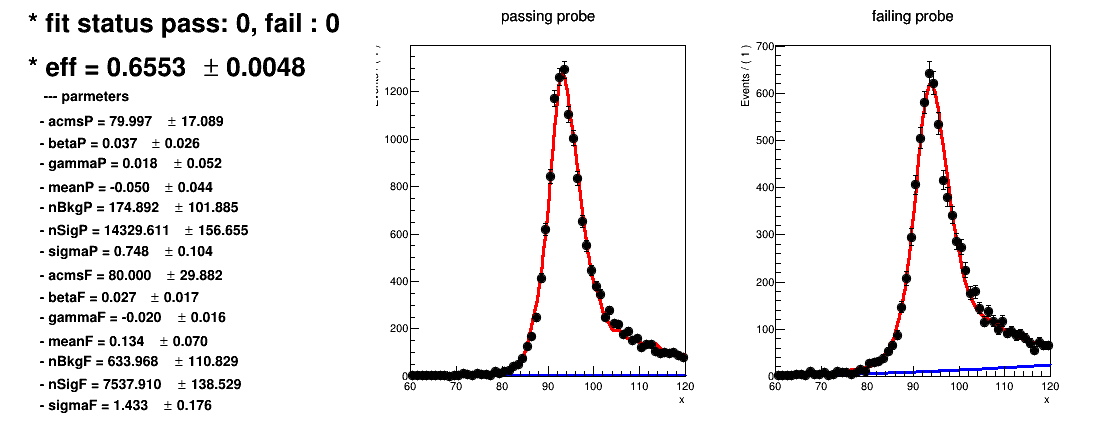 * fit status pass: 0, fail : 0
* eff = 0.6553 ± 0.0048
--- parmeters
- acmsP = 79.997 ± 17.089
- betaP = 0.037 ± 0.026
- gammaP = 0.018 ± 0.052
- meanP = -0.050 ± 0.044
- nBkgP = 174.892 ± 101.885
- nSigP = 14329.611 ± 156.655
- sigmaP = 0.748 ± 0.104
- acmsF = 80.000 ± 29.882
- betaF = 0.027 ± 0.017
- gammaF = -0.020 ± 0.016
- meanF = 0.134 ± 0.070
- nBkgF = 633.968 ± 110.829
- nSigF = 7537.910 ± 138.529
- sigmaF = 1.433 ± 0.176
passing probe
1200
1000
800
600
400
200
0
60 70 80 90 100 110 120
x
failing probe
Events / ( 1 )
700
600
500
400
300
200
100
0
60 70 80 90 100 110 120
x